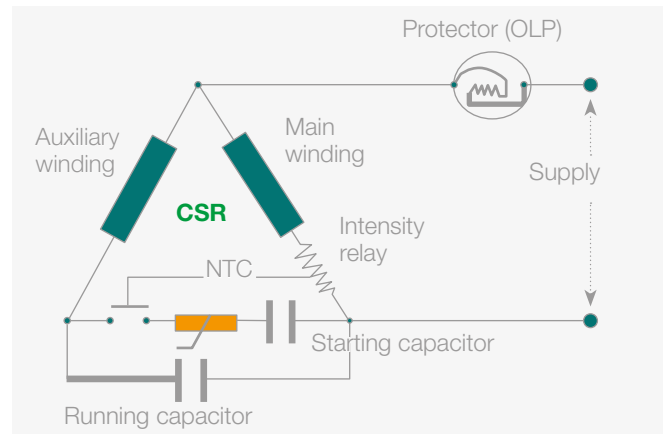 Protector (OLP)
Auxiliary
winding
Main
winding
Supply
CSR
Intensity
relay
NTC
Starting capacitor
Running capacitor